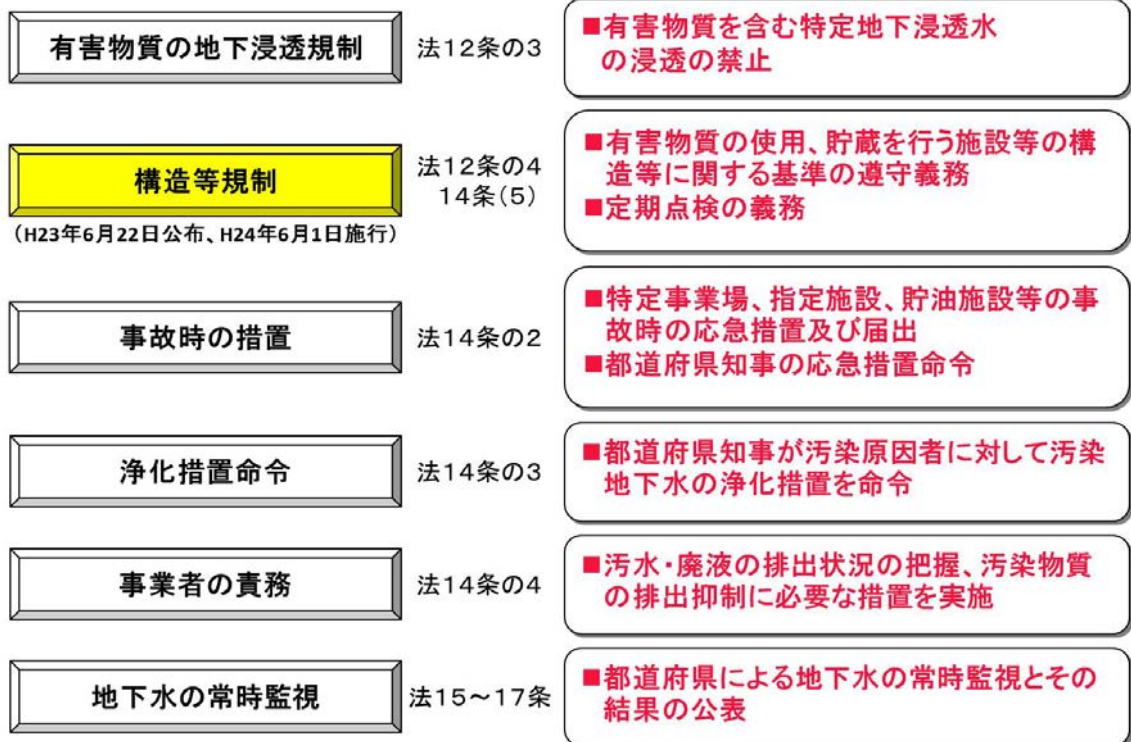 有害物質の地下浸透規制
法12条の3
■有害物質を含む特定地下浸透水
の浸透の禁止
構造等規制
(H23年6月22日公布、H24年6月1日施行)
法12条の4
14条(5)
■有害物質の使用、貯蔵を行う施設等の構
造等に関する基準の遵守義務
■定期点検の義務
事故時の措置
法14条の2
■特定事業場、指定施設、貯油施設等の事
故時の応急措置及び届出
■都道府県知事の応急措置命令
浄化措置命令
法14条の3
■都道府県知事が汚染原因者に対して汚染
地下水の浄化措置を命令
事業者の責務
法14条の4
■汚水・廃液の排出状況の把握、汚染物質
の排出抑制に必要な措置を実施
地下水の常時監視
法15～17条
■都道府県による地下水の常時監視とその
結果の公表